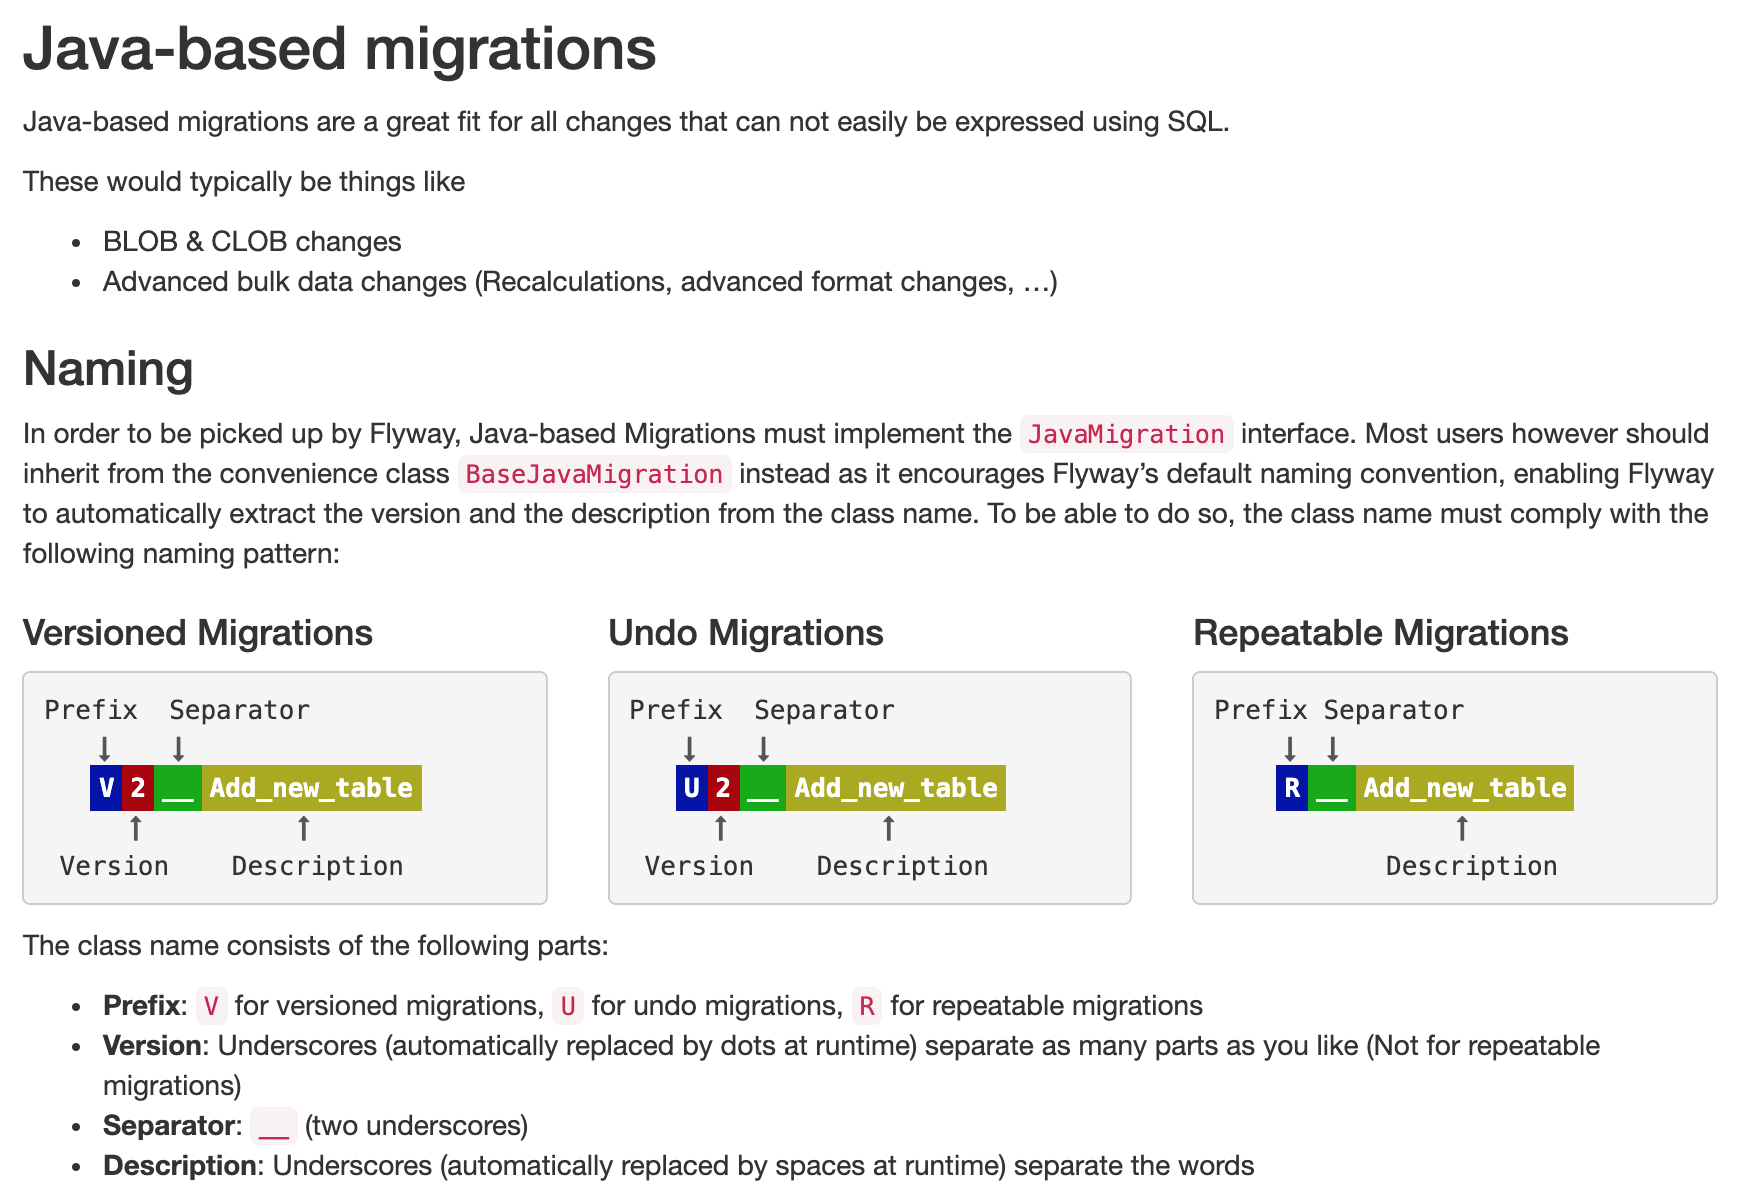 Java-based migrations
Java-based migrations are a great fit for all changes that can not easily be expressed using SQL.
These would typically be things like
• BLOB & CLOB changes
• Advanced bulk data changes (Recalculations, advanced format changes, …)
Naming
In order to be picked up by Flyway, Java-based Migrations must implement the JavaMigration interface. Most users however should
inherit from the convenience class BaseJavaMigration instead as it encourages Flyway’s default naming convention, enabling Flyway
to automatically extract the version and the description from the class name. To be able to do so, the class name must comply with the
following naming pattern:
Versioned Migrations
Prefix Separator
V2__Add_new_table
Version Description
Undo Migrations
Prefix Separator
U2__Add_new_table
Version Description
Repeatable Migrations
Prefix Separator
R__Add_new_table
Description
The class name consists of the following parts:
• Prefix: V for versioned migrations, U for undo migrations, R for repeatable migrations
• Version: Underscores (automatically replaced by dots at runtime) separate as many parts as you like (Not for repeatable
migrations)
• Separator: __ (two underscores)
• Description: Underscores (automatically replaced by spaces at runtime) separate the words